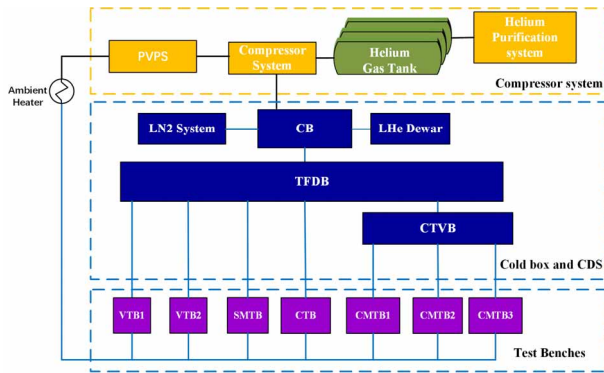 PVPS
Compressor
System
Helium
Gas Tank
Helium
Purification
system
Compressor system
Ambient
Heater
LN2 System
CB
LHe Dewar
TFDB
CTVB
Cold box and CDS
VTB1
VTB2
SMTB
CTB
CMTB1
CMTB2
CMTB3
Test Benches